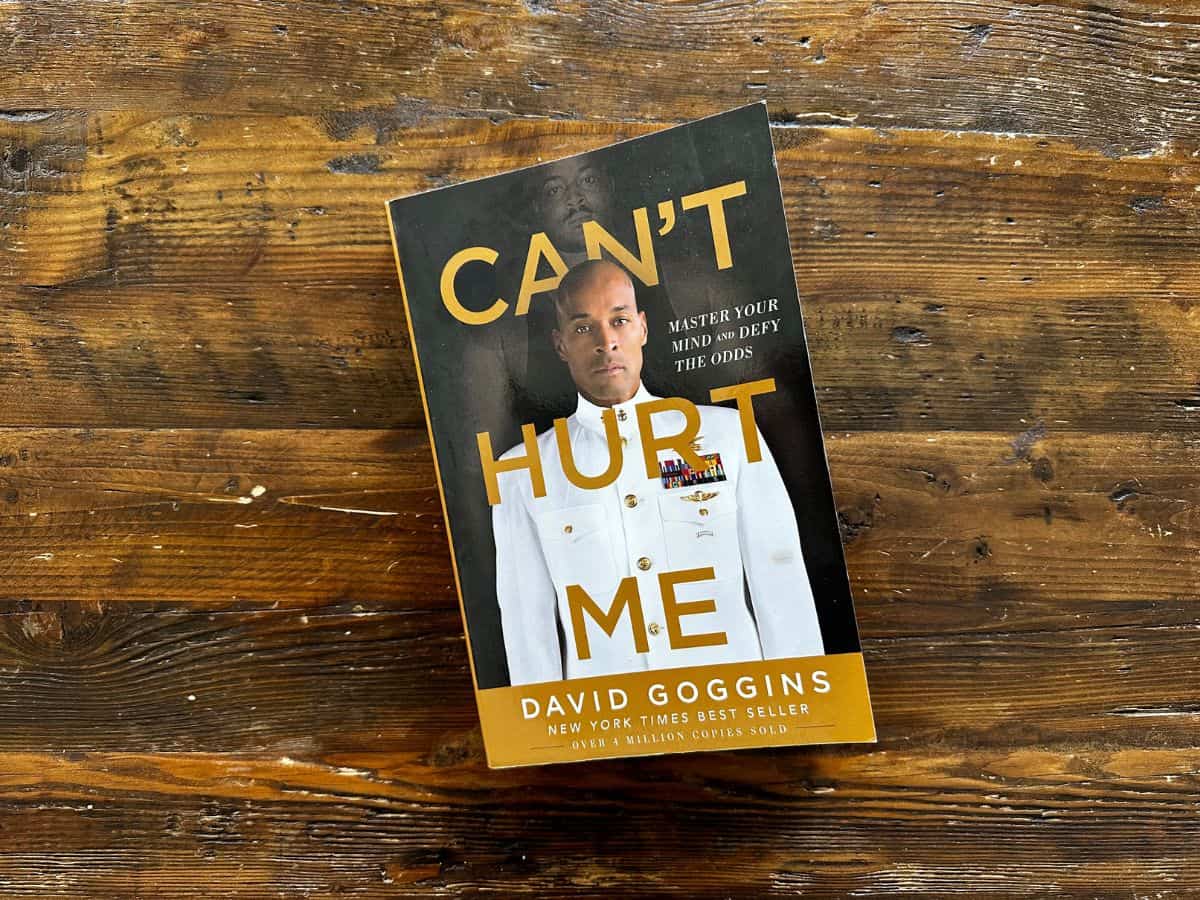 CAN'T
MASTER YOUR
MIND AND DEFY
THE ODDS
HURT
ME
DAVID GOGGINS
NEW YORK TIMES BEST SELLER
OVER 4 MILLION COPIES SOLD